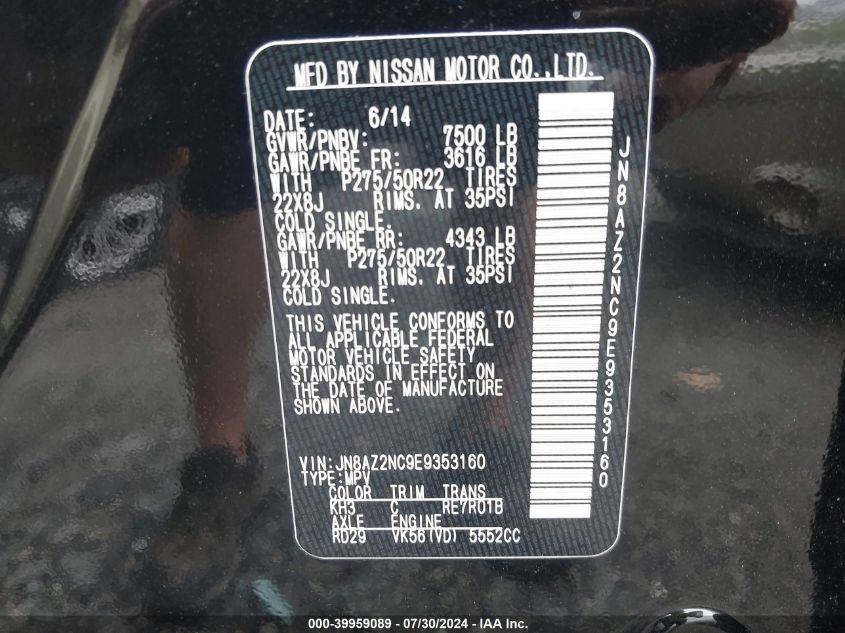 MFD BY NISSAN MOTOR CO.,LTD.
DATE: 6/14
GVWR/PNBV: 7500 LB
GAWR/PNBE FR: 3616 LB
WITH P275/50R22 TIRES
22X8J RIMS. AT 35PSI
COLD SINGLE.
GAWR/PNBE RR: 4343 LB
WITH P275/50R22 TIRES
22X8J RIMS. AT 35PSI
COLD SINGLE.
THIS VEHICLE CONFORMS TO
ALL APPLICABLE FEDERAL
MOTOR VEHICLE SAFETY
STANDARDS IN EFFECT ON
THE DATE OF MANUFACTURE
SHOWN ABOVE.
VIN:JN8AZ2NC9E9353160
TYPE:MPV
COLOR TRIM TRANS
KH3 C RE7R01B
AXLE ENGINE
RD29 VK56(VD) 5552CC
JN8AZ2NC9E9353160
000-39959089 / 07/30/2024 - COPYRIGHT IAA, LLC.